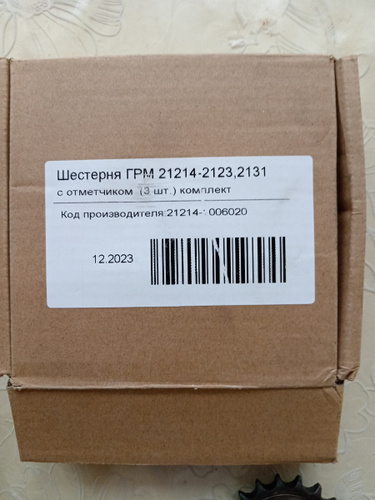 Шестерня ГРМ 21214-2123,2131
с отметчиком (3 шт.) комплект
Код производителя:21214-1006020
12.2023